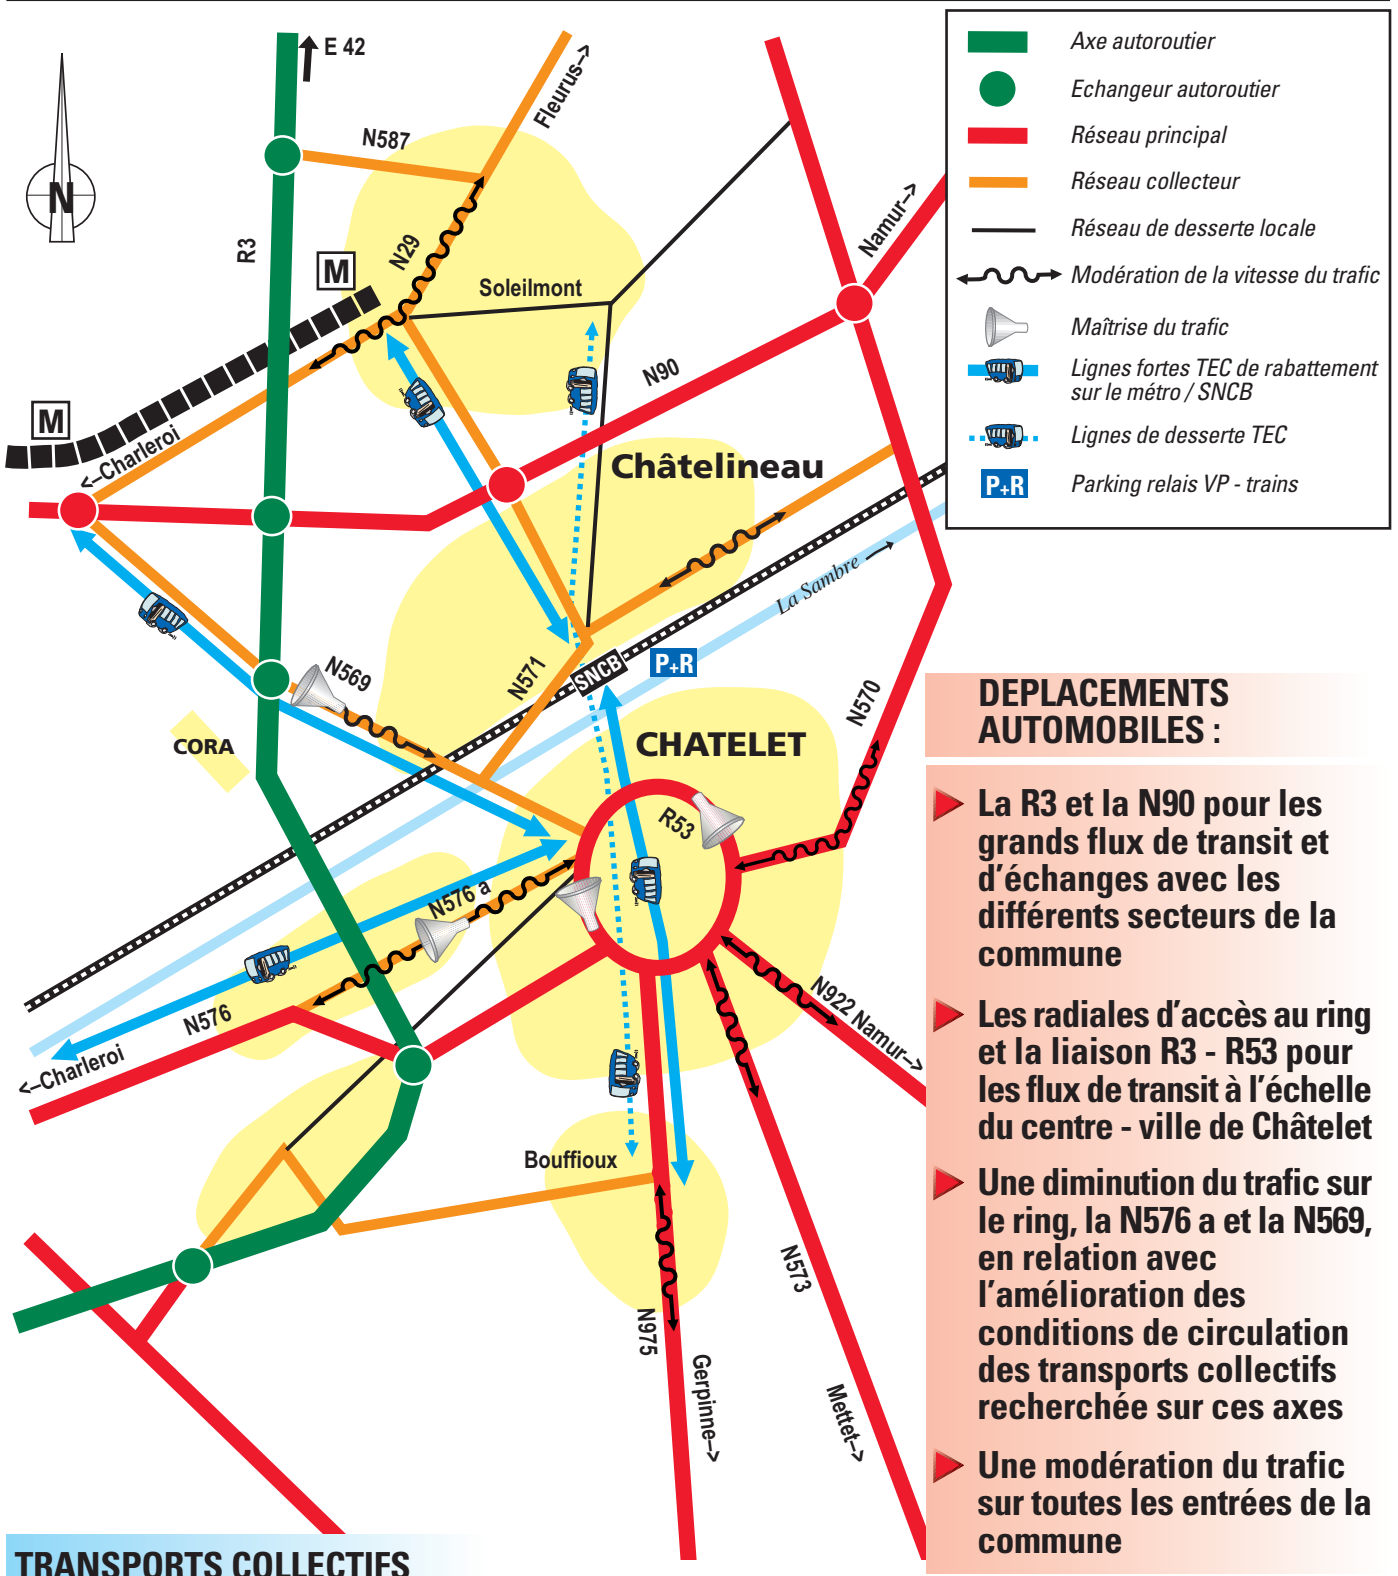 E 42
Fleurus-->
N587
N
R3
N29
M
Soleilmont
Namur-->
N90
M
<--Charleroi
Châtelineau
La Sambre
N569
N571
SNCB
P+R
N570
CORA
CHATELET
R53
N576 a
N576
<--Charleroi
N922 Namur-->
Bouffioux
N573
N975
Gerpinne-->
Mettet-->
Axe autoroutier
Echangeur autoroutier
Réseau principal
Réseau collecteur
Réseau de desserte locale
Modération de la vitesse du trafic
Maîtrise du trafic
Lignes fortes TEC de rabattement
sur le métro / SNCB
Lignes de desserte TEC
P+R
Parking relais VP - trains
DEPLACEMENTS
AUTOMOBILES :
La R3 et la N90 pour les
grands flux de transit et
d'échanges avec les
différents secteurs de la
commune
Les radiales d'accès au ring
et la liaison R3 - R53 pour
les flux de transit à l'échelle
du centre - ville de Châtelet
Une diminution du trafic sur
le ring, la N576 a et la N569,
en relation avec
l'amélioration des
conditions de circulation
des transports collectifs
recherchée sur ces axes
Une modération du trafic
sur toutes les entrées de la
commune
TRANSPORTS COLLECTIFS